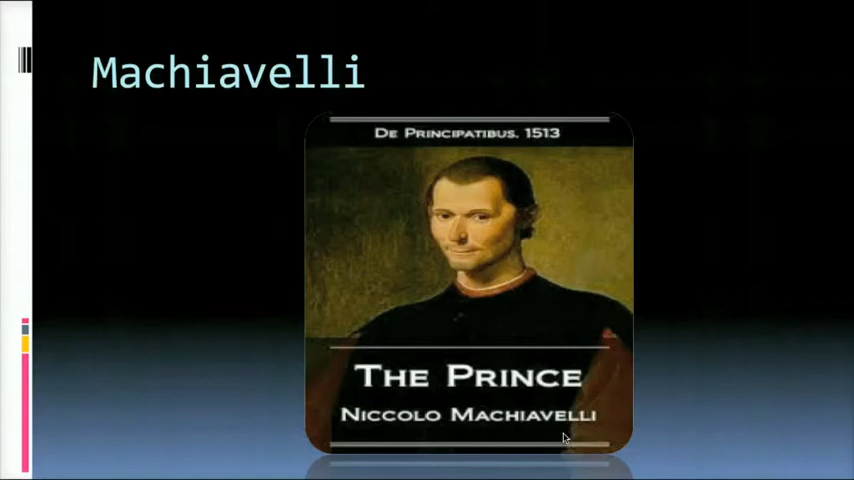 Machiavelli
De Principatibus. 1513
The Prince
Niccolo Machiavelli